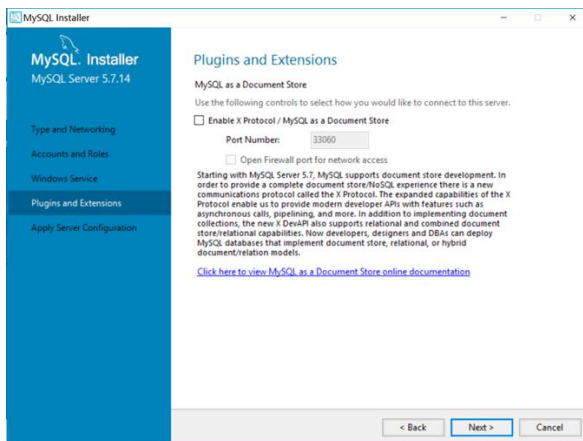 MySQL Installer
MySQL. Installer
MySQL Server 5.7.14
Type and Networking
Accounts and Roles
Windows Service
Plugins and Extensions
Apply Server Configuration
Plugins and Extensions
MySQL as a Document Store
Use the following controls to select how you would like to connect to this server.
Enable X Protocol / MySQL as a Document Store
Port Number: 33060
Open Firewall port for network access
Starting with MySQL Server 5.7, MySQL supports document store development. In
order to provide a complete document store/NoSQL experience there is a new
communications protocol called the X Protocol. The expanded capabilities of the X
Protocol enable us to provide modern developer APIs with features such as
asynchronous calls, pipelining, and more. In addition to implementing document
collections, the new X DevAPI also supports relational and combined document
store/relational capabilities. Now developers, designers and DBAs can deploy
MySQL databases that implement document store, relational, or hybrid
document/relation models.
Click here to view MySQL as a Document Store online documentation
< Back Next > Cancel